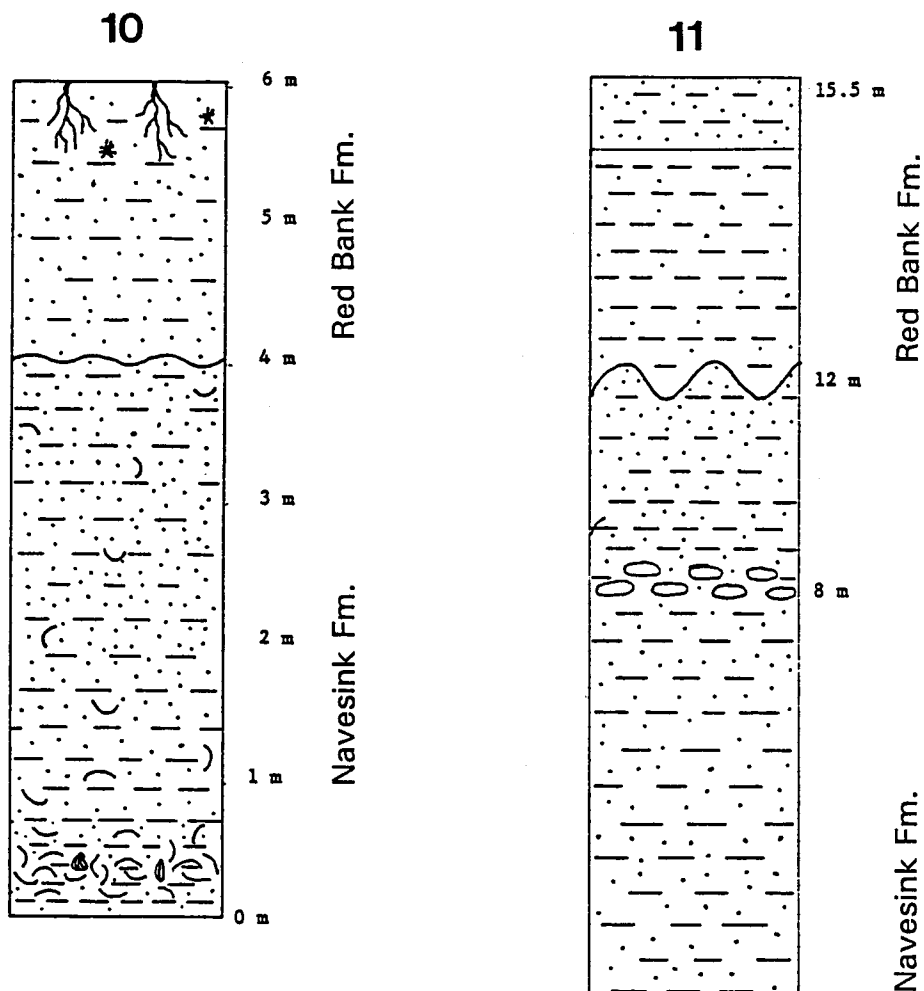 10
6 m
5 m
4 m
3 m
2 m
1 m
0 m
Red Bank Fm.
Navesink Fm.
11
15.5 m
12 m
8 m
Red Bank Fm.
Navesink Fm.